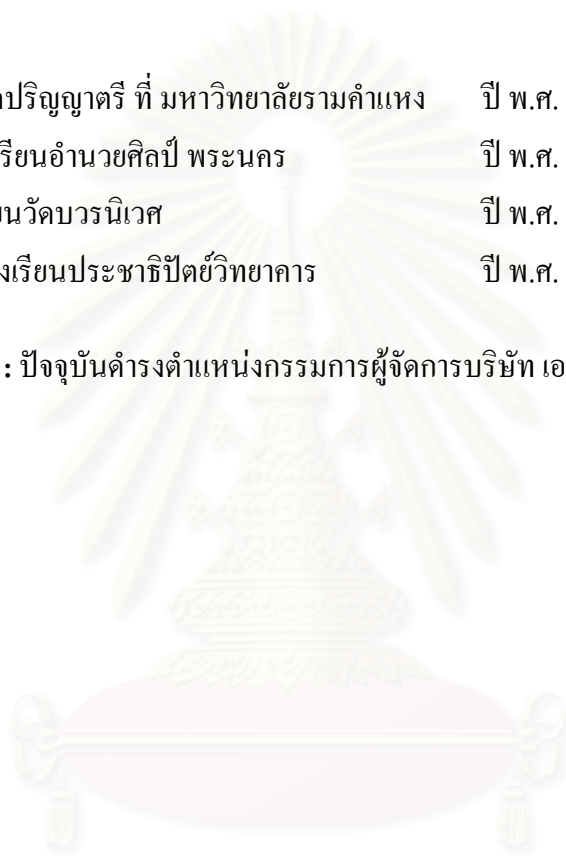 ปริญญาตรี ที่ มหาวิทยาลัยรามคำแหง ปี พ.ศ.
รียนอำนวยศิลป์ พระนคร ปี พ.ศ.
นวัดบวรนิเวศ ปี พ.ศ.
งเรียนประชาธิปัตย์วิทยาคาร ปี พ.ศ.
: ปัจจุบันดำรงตำแหน่งกรรมการผู้จัดการบริษัท เอ